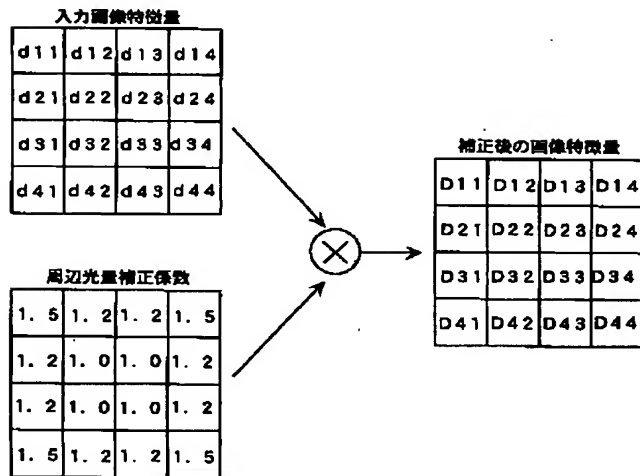 入力画像特徴量
d11 d12 d13 d14
d21 d22 d23 d24
d31 d32 d33 d34
d41 d42 d43 d44
周辺光量補正係数
1. 5 1. 2 1. 2 1. 5
1. 2 1. 0 1. 0 1. 2
1. 2 1. 0 1. 0 1. 2
1. 5 1. 2 1. 2 1. 5
補正後の画像特徴量
D11 D12 D13 D14
D21 D22 D23 D24
D31 D32 D33 D34
D41 D42 D43 D44